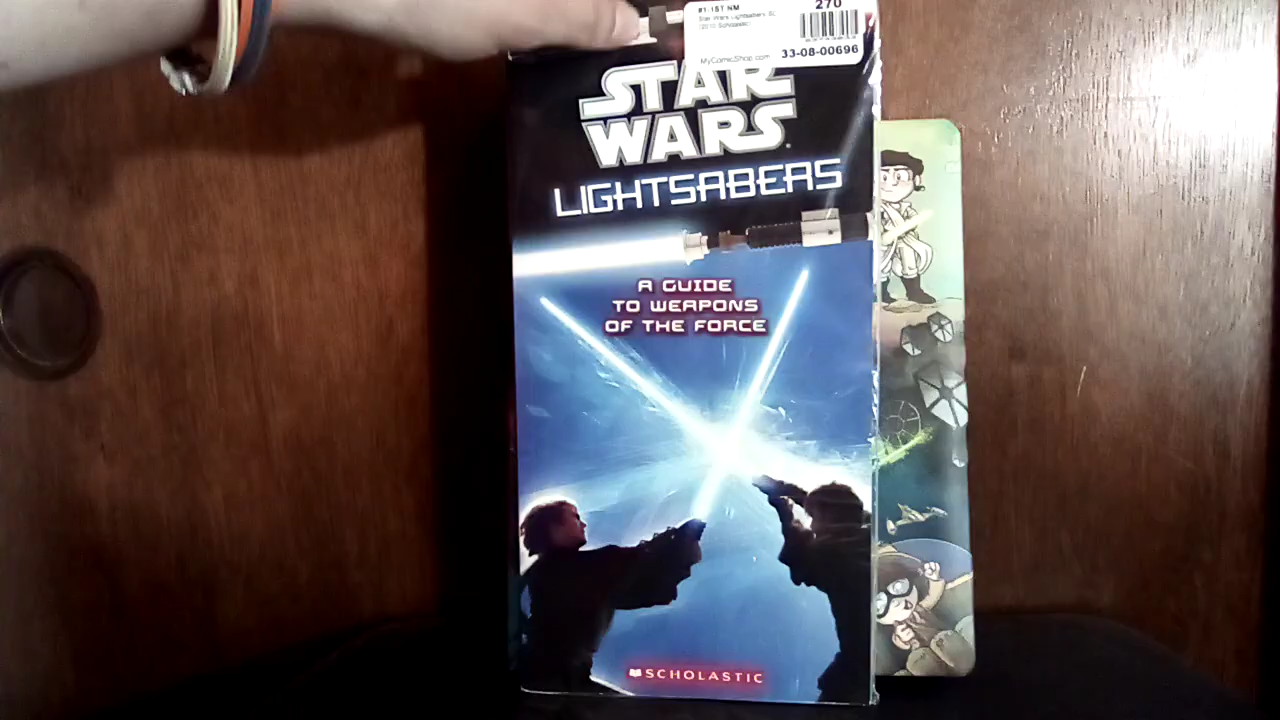 #1-1ST NM
270
Star Wars Lightsabers SC
(2010 Scholastic)
MyComicShop.com
33-08-00696
STAR
WARS
LIGHTSABERS
A GUIDE
TO WEAPONS
OF THE FORCE
SCHOLASTIC